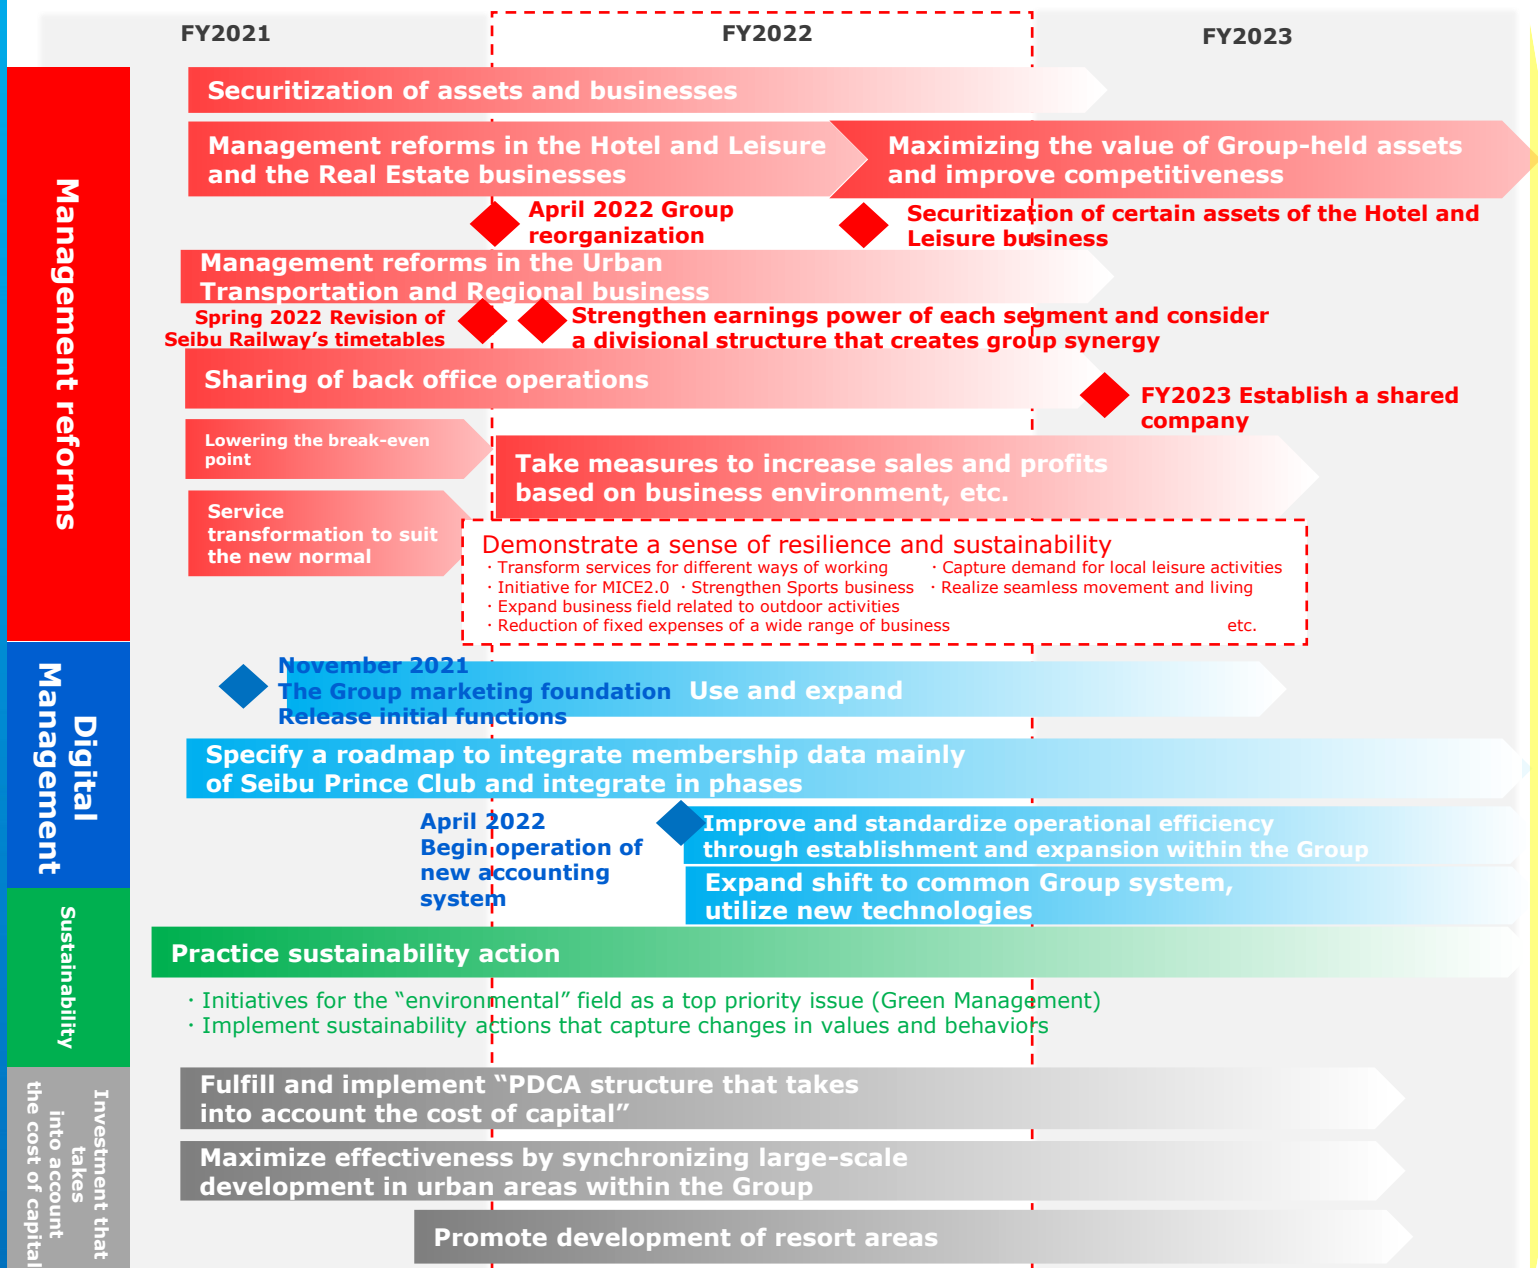 FY2021
FY2022
FY2023
Management reforms
Securitization of assets and businesses
Management reforms in the Hotel and Leisure
and the Real Estate businesses
Maximizing the value of Group-held assets
and improve competitiveness
April 2022 Group
reorganization
Securitization of certain assets of the Hotel and
Leisure business
Management reforms in the Urban
Transportation and Regional business
Spring 2022 Revision of
Seibu Railway's timetables
Strengthen earnings power of each segment and consider
a divisional structure that creates group synergy
Sharing of back office operations
FY2023 Establish a shared
company
Lowering the break-even
point
Take measures to increase sales and profits
based on business environment, etc.
Service
transformation to suit
the new normal
Demonstrate a sense of resilience and sustainability
・Transform services for different ways of working ・Capture demand for local leisure activities
・Initiative for MICE2.0 ・Strengthen Sports business ・Realize seamless movement and living
・Expand business field related to outdoor activities
・Reduction of fixed expenses of a wide range of business etc.
Digital
Management
November 2021
The Group marketing foundation
Release initial functions
Use and expand
Specify a roadmap to integrate membership data mainly
of Seibu Prince Club and integrate in phases
April 2022
Begin operation of
new accounting
system
Improve and standardize operational efficiency
through establishment and expansion within the Group
Expand shift to common Group system,
utilize new technologies
Sustainability
Practice sustainability action
・Initiatives for the "environmental" field as a top priority issue (Green Management)
・Implement sustainability actions that capture changes in values and behaviors
Investment that
takes
into account
the cost of capital
Fulfill and implement "PDCA structure that takes
into account the cost of capital"
Maximize effectiveness by synchronizing large-scale
development in urban areas within the Group
Promote development of resort areas